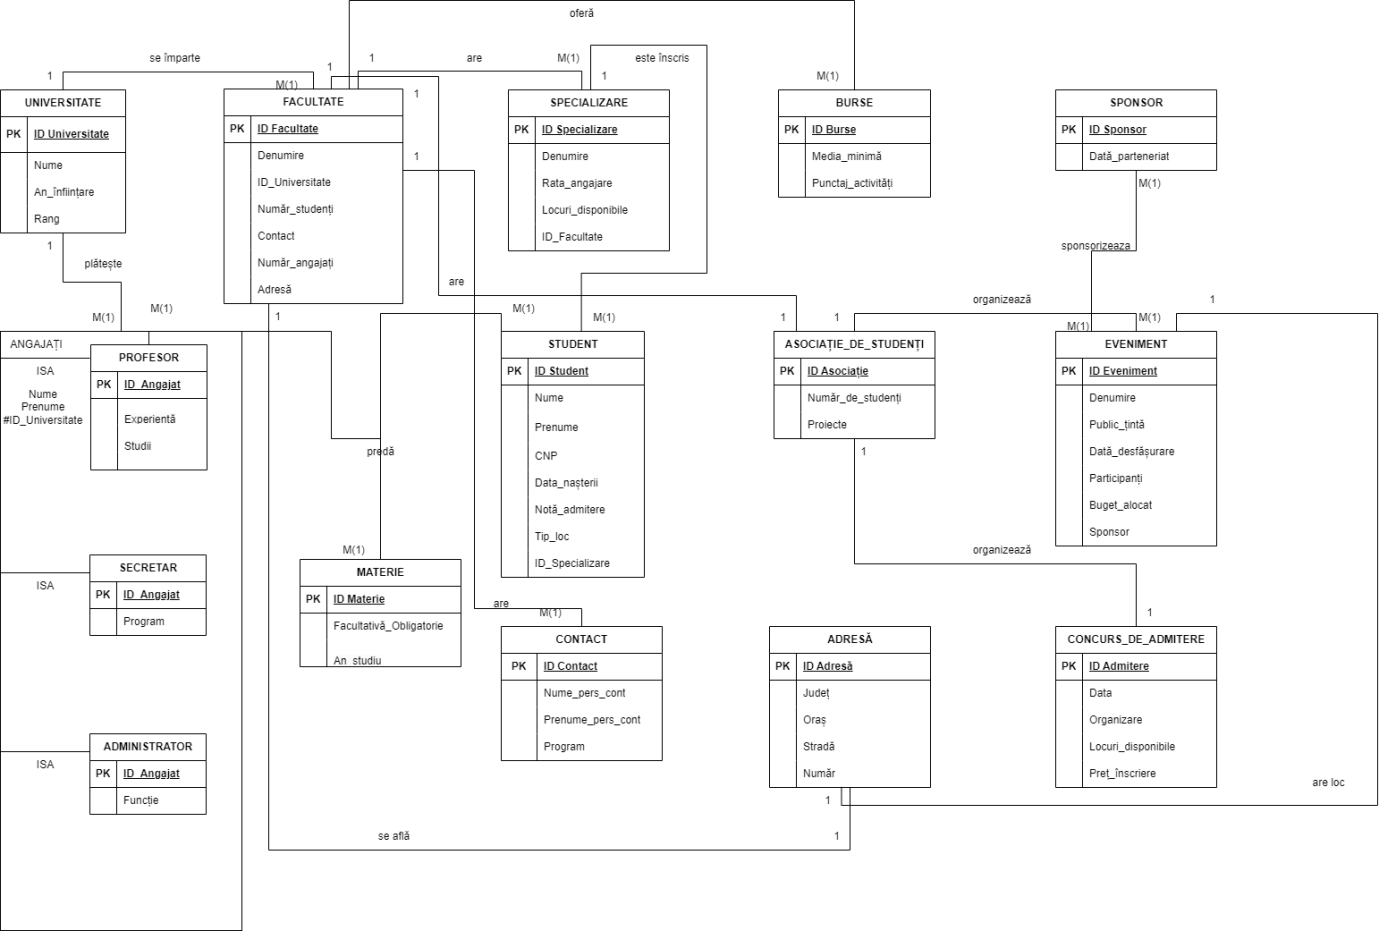 oferă
se împarte
1
are
M(1)
este înscris
1
1
1
M(1)
M(1)
1
UNIVERSITATE
PK
ID Universitate
Nume
An_înființare
Rang
FACULTATE
PK
ID Facultate
Denumire
ID_Universitate
Număr_studenți
Contact
Număr_angajați
Adresă
1
SPECIALIZARE
PK
ID Specializare
Denumire
Rata_angajare
Locuri_disponibile
ID_Facultate
BURSE
PK
ID Burse
Media_minimă
Punctaj_activități
SPONSOR
PK
ID Sponsor
Dată_parteneriat
M(1)
sponsorizeaza
1
plătește
are
organizează
1
M(1)
M(1)
1
M(1)
M(1)
1
1
M(1)
M(1)
ANGAJAȚI
ISA
Nume
Prenume
#ID_Universitate
PROFESOR
PK
ID_Angajat
Experientă
Studii
STUDENT
PK
ID Student
Nume
Prenume
CNP
Data_nașterii
Notă_admitere
Tip_loc
ID_Specializare
ASOCIAȚIE_DE_STUDENȚI
PK
ID Asociație
Număr_de_studenți
Proiecte
EVENIMENT
PK
ID Eveniment
Denumire
Public_țintă
Dată_desfășurare
Participanți
Buget_alocat
Sponsor
predă
1
M(1)
organizează
SECRETAR
PK
ID_Angajat
Program
ISA
MATERIE
PK
ID Materie
Facultativă_Obligatorie
An_studiu
are
M(1)
1
CONTACT
PK
ID Contact
Nume_pers_cont
Prenume_pers_cont
Program
ADRESĂ
PK
ID Adresă
Județ
Oraș
Stradă
Număr
CONCURS_DE_ADMITERE
PK
ID Admitere
Data
Organizare
Locuri_disponibile
Preț_înscriere
ADMINISTRATOR
PK
ID_Angajat
Funcție
ISA
are loc
1
se află
1